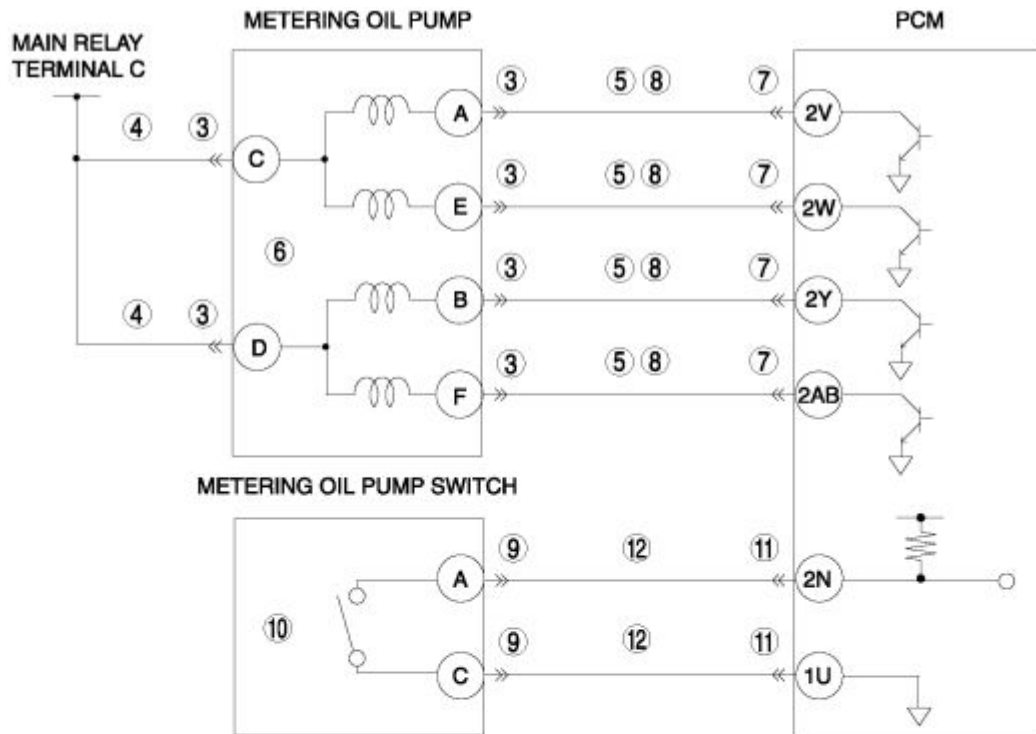 METERING OIL PUMP
PCM
MAIN RELAY
TERMINAL C
④ ③ C
③ ⑤ ⑧ ⑦
A 2V
③ ⑤ ⑧ ⑦
E 2W
⑥
③ ⑤ ⑧ ⑦
B 2Y
④ ③ D
③ ⑤ ⑧ ⑦
F 2AB
METERING OIL PUMP SWITCH
⑨ ⑫ ⑪
A 2N
⑩
⑨ ⑫ ⑪
C 1U